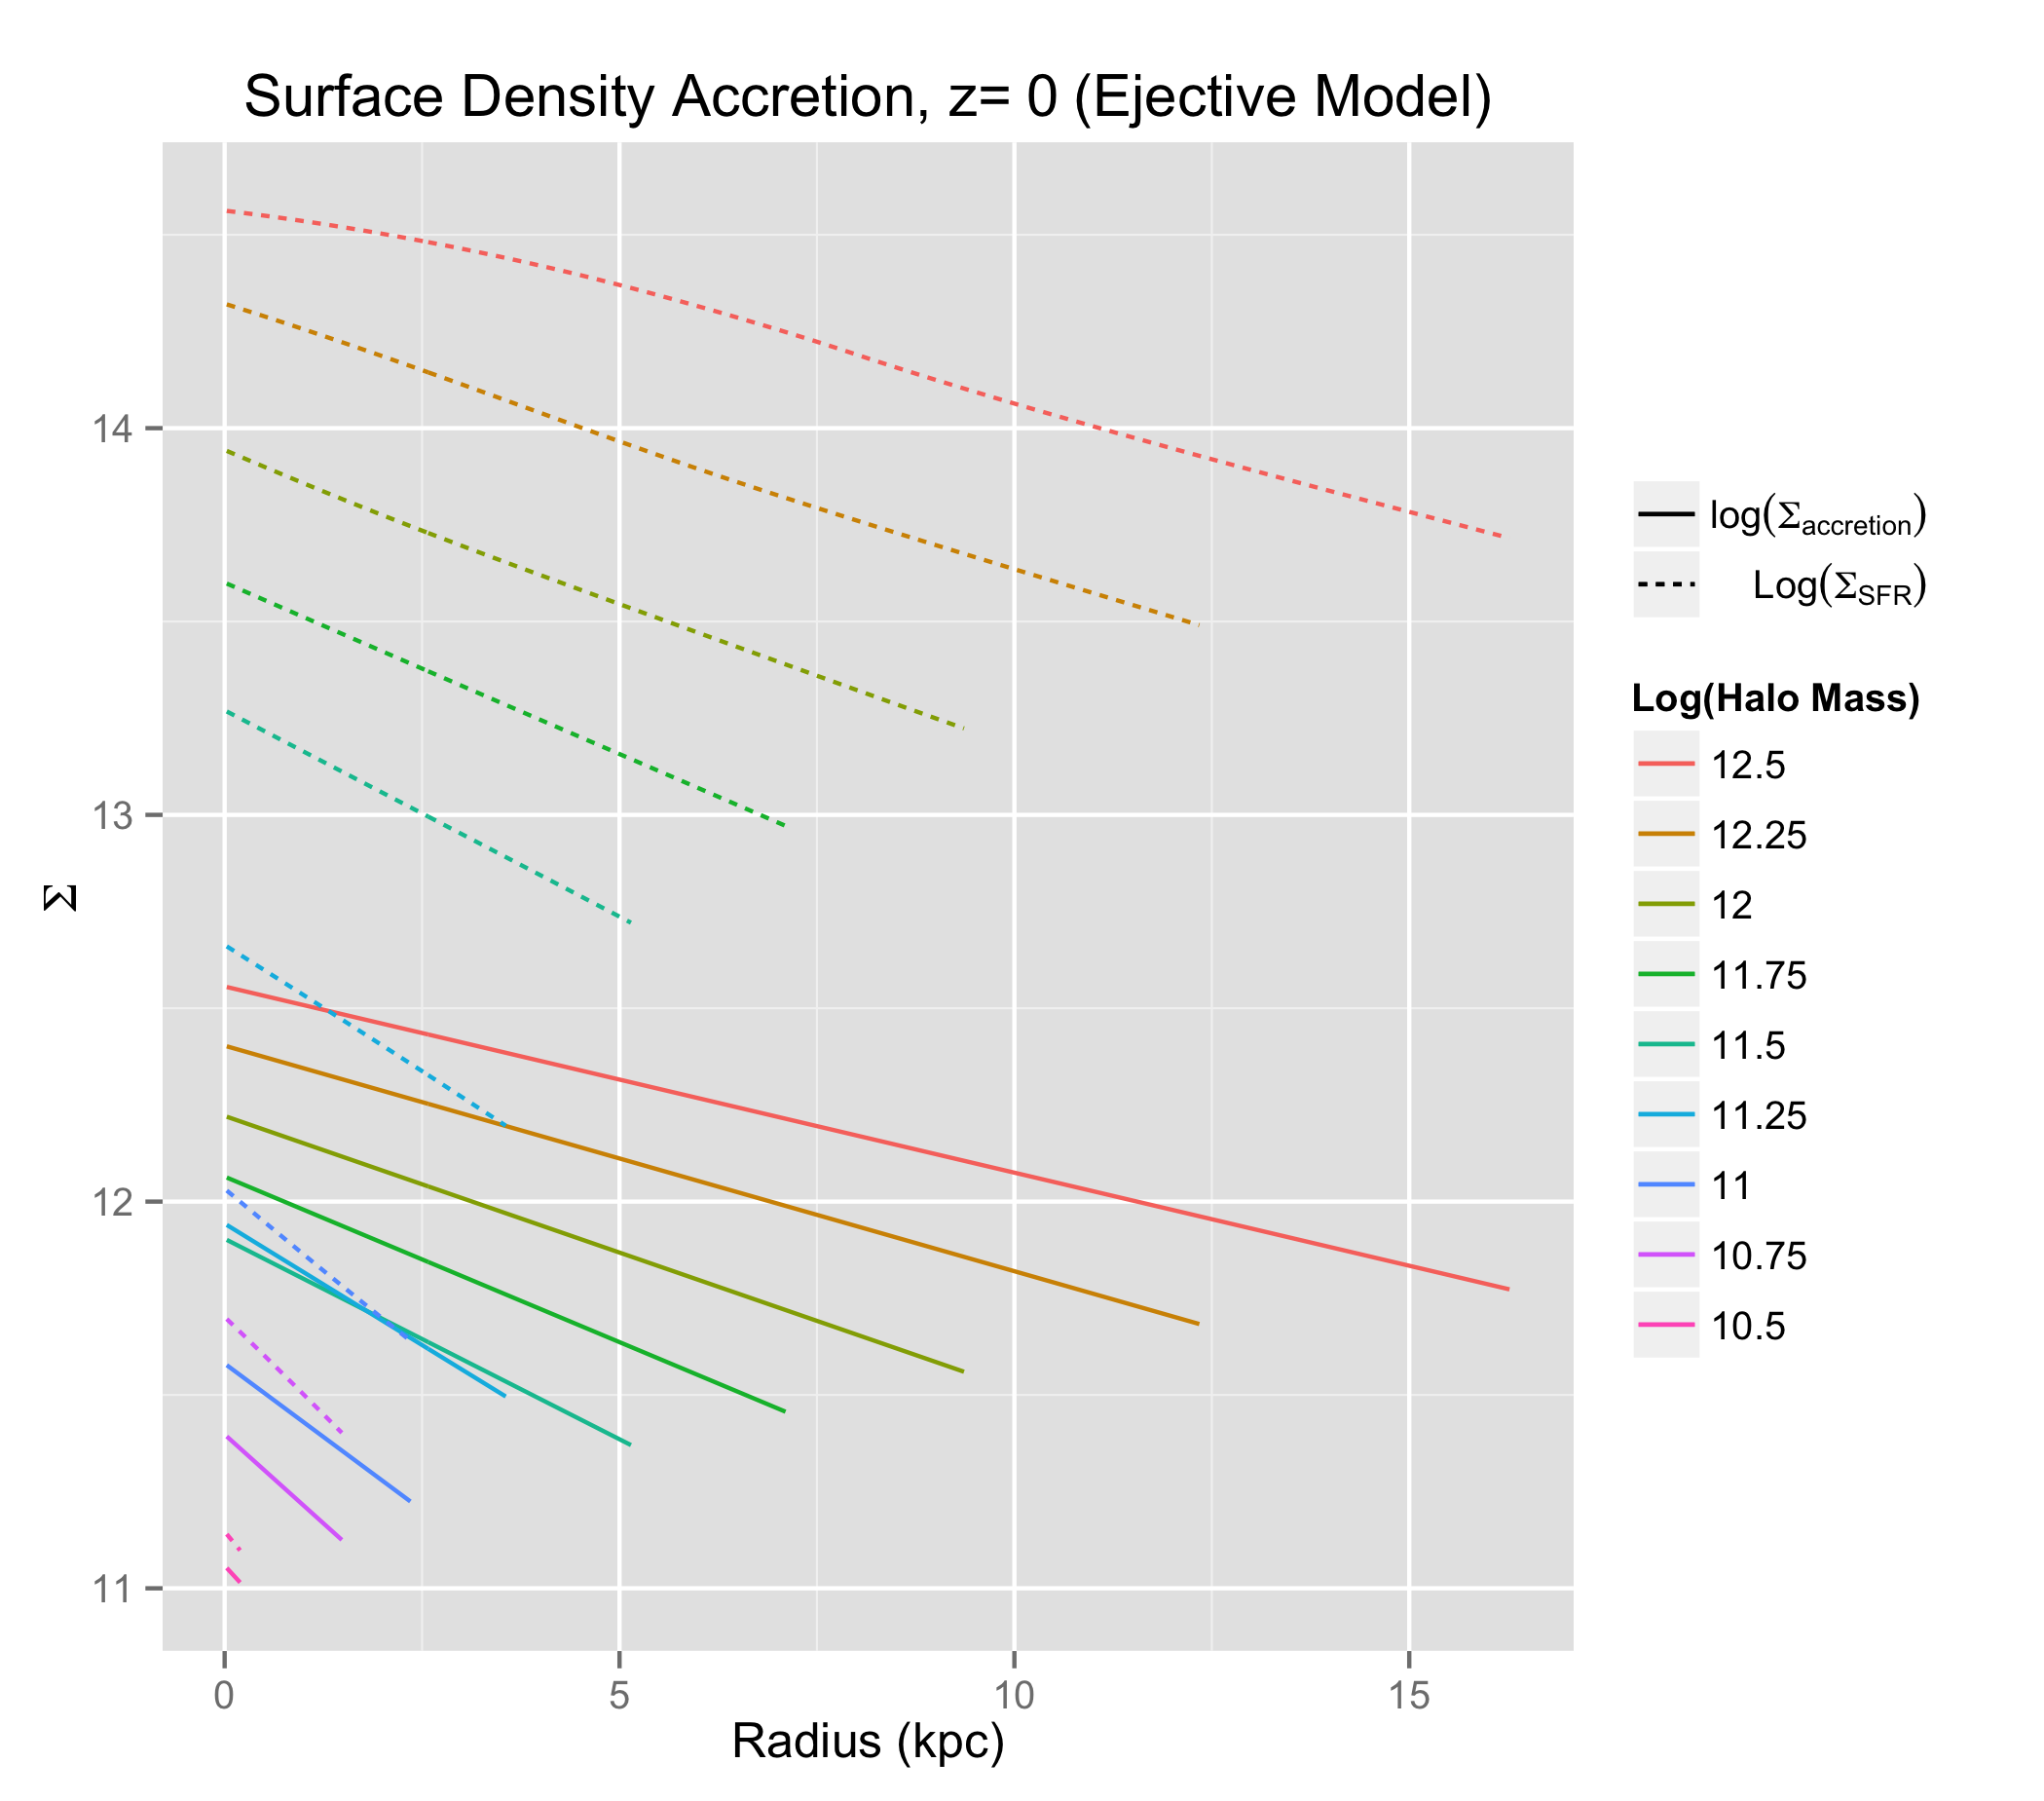 Surface Density Accretion, z= 0 (Ejective Model)
14
13
12
11
Σ
0 5 10 15
Radius (kpc)
log(Σaccretion)
Log(ΣSFR)
Log(Halo Mass)
12.5
12.25
12
11.75
11.5
11.25
11
10.75
10.5